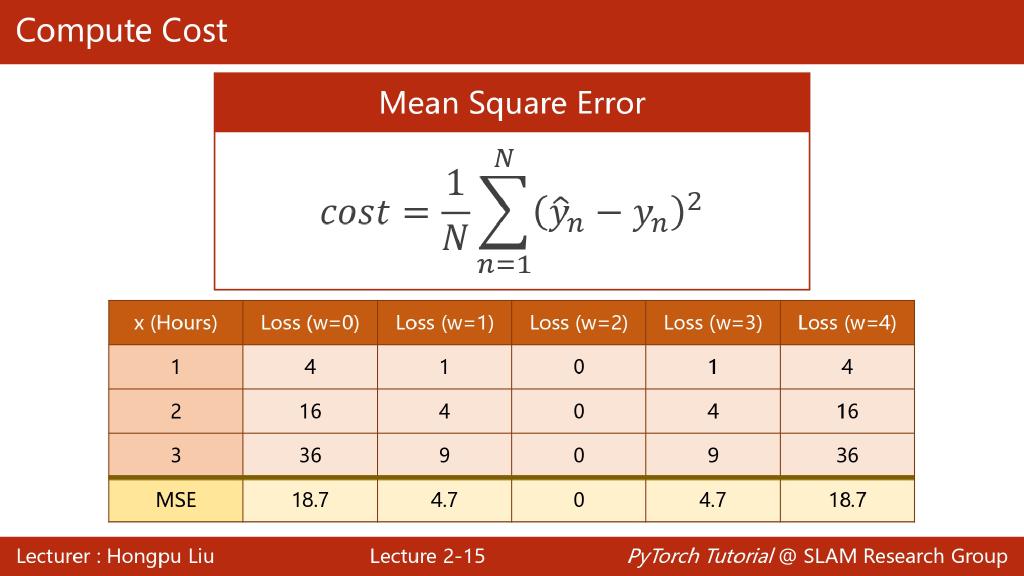 Compute Cost
Mean Square Error
cost = \frac{1}{N} \sum_{n=1}^{N} (\hat{y}_n - y_n)^2
x (Hours) Loss (w=0) Loss (w=1) Loss (w=2) Loss (w=3) Loss (w=4)
1 4 1 0 1 4
2 16 4 0 4 16
3 36 9 0 9 36
MSE 18.7 4.7 0 4.7 18.7
Lecturer : Hongpu Liu Lecture 2-15 PyTorch Tutorial @ SLAM Research Group